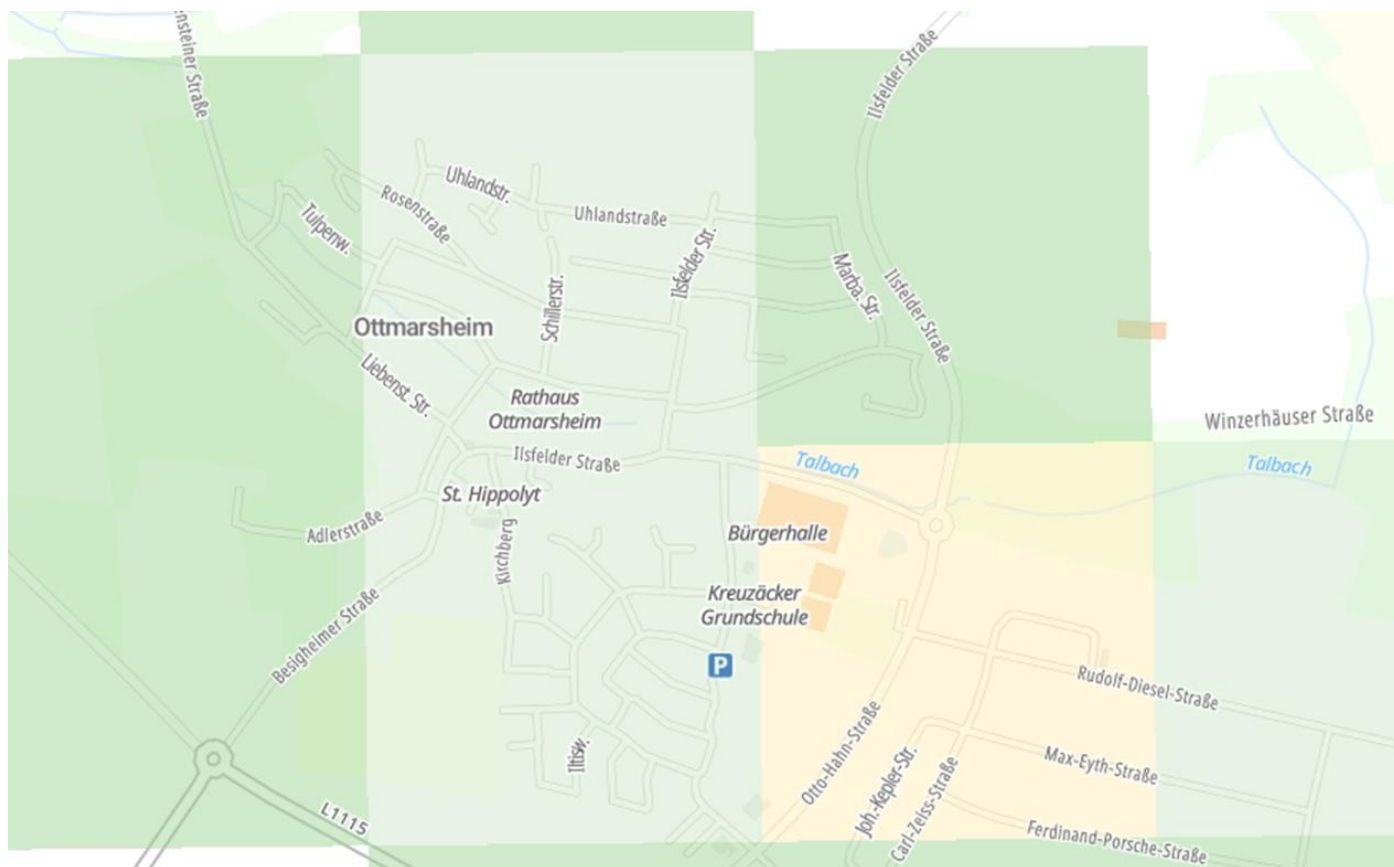 ensteiner Straße
Ilsfelder Straße
Uhlandstr.
Rosenstraße
Uhlandstraße
Tulpenw.
Ilsfelder Str.
Marba. Str.
Ilsfelder Straße
Schillerstr.
Ottmarsheim
Liebenst. Str.
Rathaus
Ottmarsheim
Winzerhäuser Straße
Ilsfelder Straße
Talbach
Talbach
St. Hippolyt
Adlerstraße
Kirchberg
Bürgerhalle
Kreuzäcker
Grundschule
Besigheimer Straße
P
Rudolf-Diesel-Straße
Otto-Hahn-Straße
Iltisw.
Max-Eyth-Straße
Joh.-Kepler-Str.
Carl-Zeiss-Straße
L1115
Ferdinand-Porsche-Straße